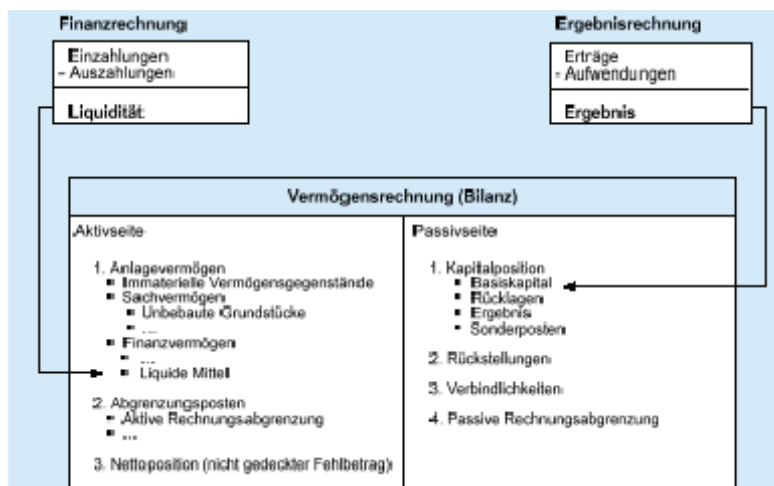 Finanzrechnung
Einzahlungen
- Auszahlungen
Liquidität
Ergebnisrechnung
Erträge
- Aufwendungen
Ergebnis
Vermögensrechnung (Bilanz)
Aktivseite
1. Anlagevermögen
▪ Immaterielle Vermögensgegenstände
▪ Sachvermögen
▪ Unbebaute Grundstücke
▪ ...
▪ Finanzvermögen
▪ ...
▪ Liquide Mittel
2. Abgrenzungsposten
▪ Aktive Rechnungsabgrenzung
▪ ...
3. Nettoposition (nicht gedeckter Fehlbetrag)
Passivseite
1. Kapitalposition
▪ Basiskapital
▪ Rücklagen
▪ Ergebnis
▪ Sonderposten
2. Rückstellungen
3. Verbindlichkeiten
4. Passive Rechnungsabgrenzung